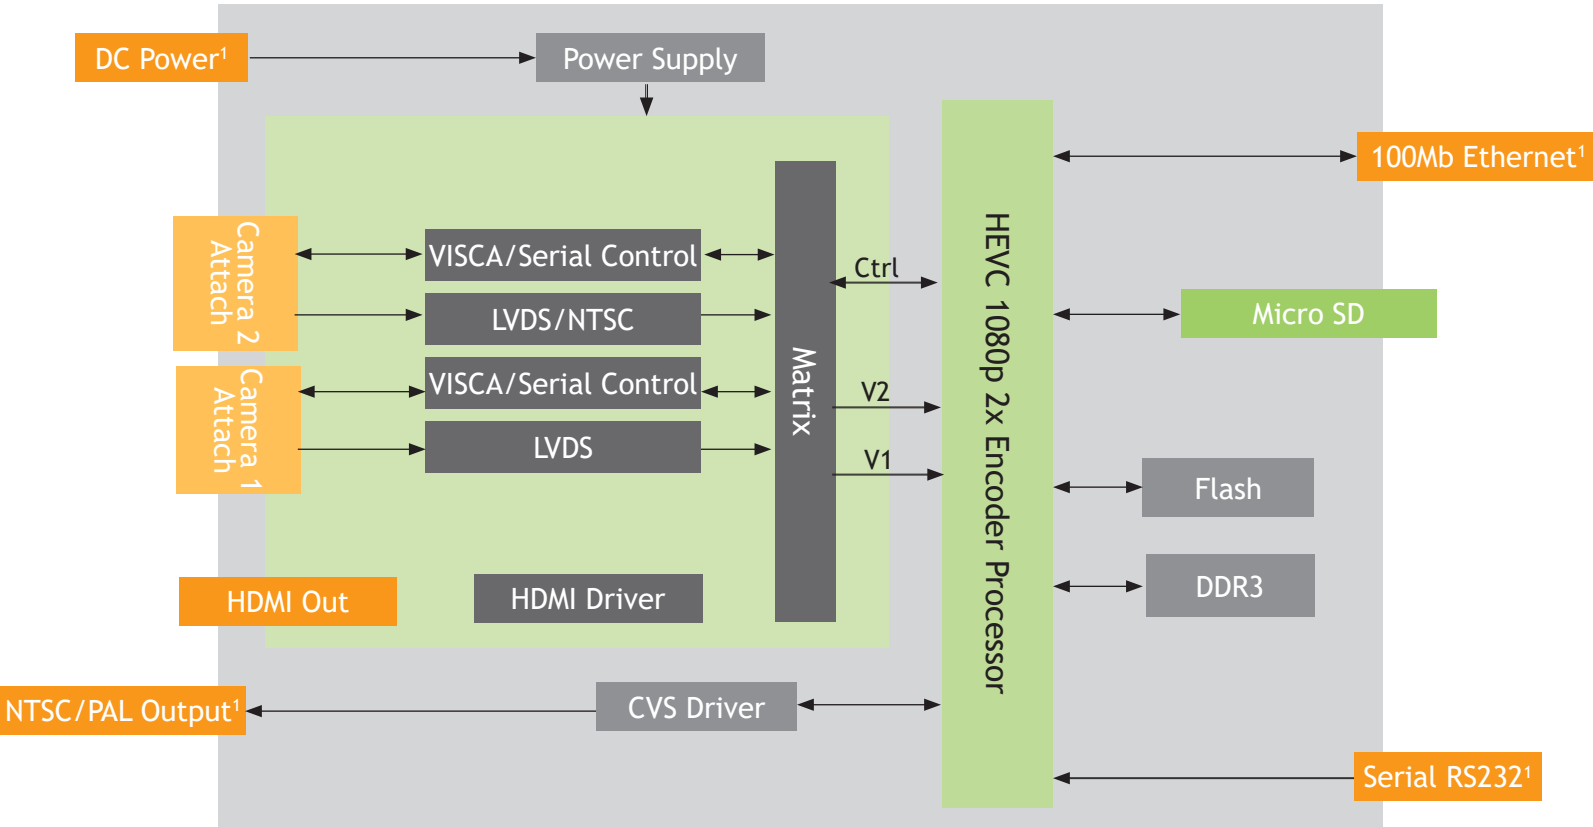 DC Power¹
Power Supply
100Mb Ethernet¹
Camera 2
Attach
VISCA/Serial Control
LVDS/NTSC
Camera 1
Attach
VISCA/Serial Control
LVDS
Matrix
Ctrl
V2
V1
HEVC 1080p 2x Encoder Processor
Micro SD
Flash
DDR3
HDMI Out
HDMI Driver
NTSC/PAL Output¹
CVS Driver
Serial RS232¹